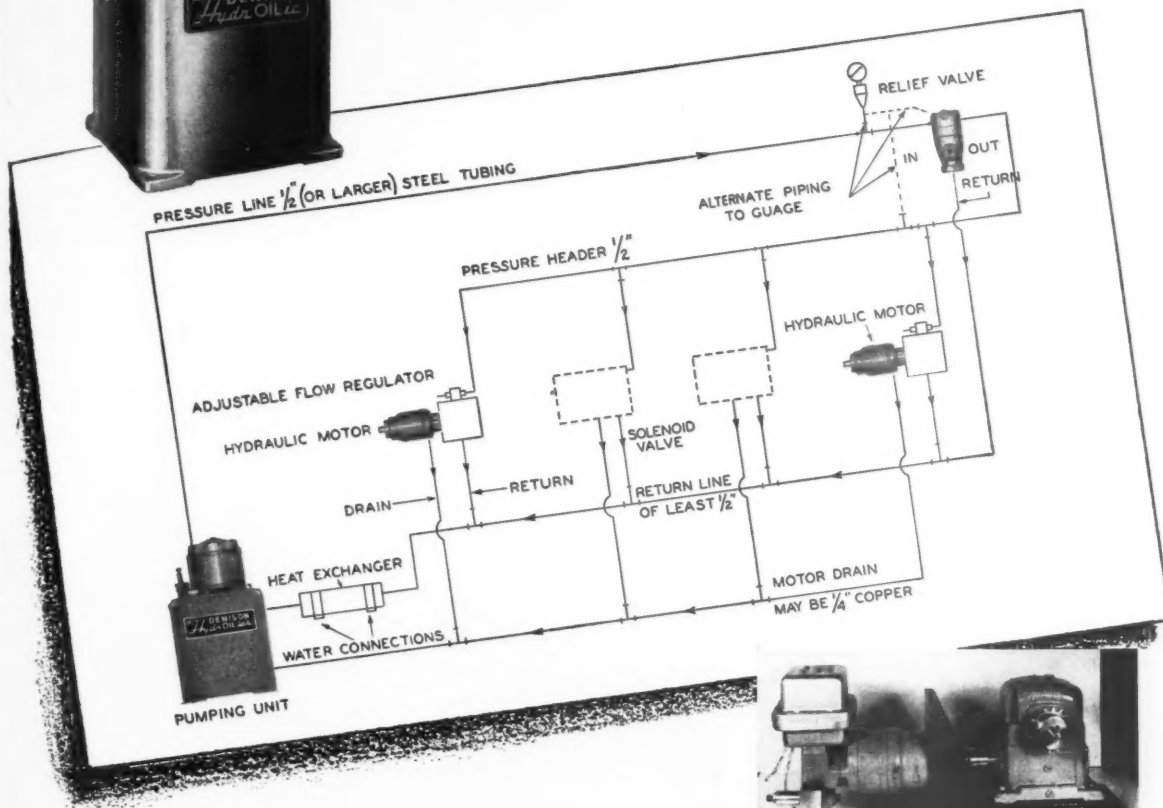 DENISON
HydrOILic
RELIEF VALVE
IN
OUT
RETURN
ALTERNATE PIPING
TO GUAGE
PRESSURE LINE 1/2" (OR LARGER) STEEL TUBING
PRESSURE HEADER 1/2"
HYDRAULIC MOTOR
ADJUSTABLE FLOW REGULATOR
HYDRAULIC MOTOR
SOLENOID
VALVE
DRAIN
RETURN
RETURN LINE
OF LEAST 1/2"
HEAT EXCHANGER
MOTOR DRAIN
MAY BE 1/4" COPPER
DENISON
HydrOILic
WATER CONNECTIONS
PUMPING UNIT